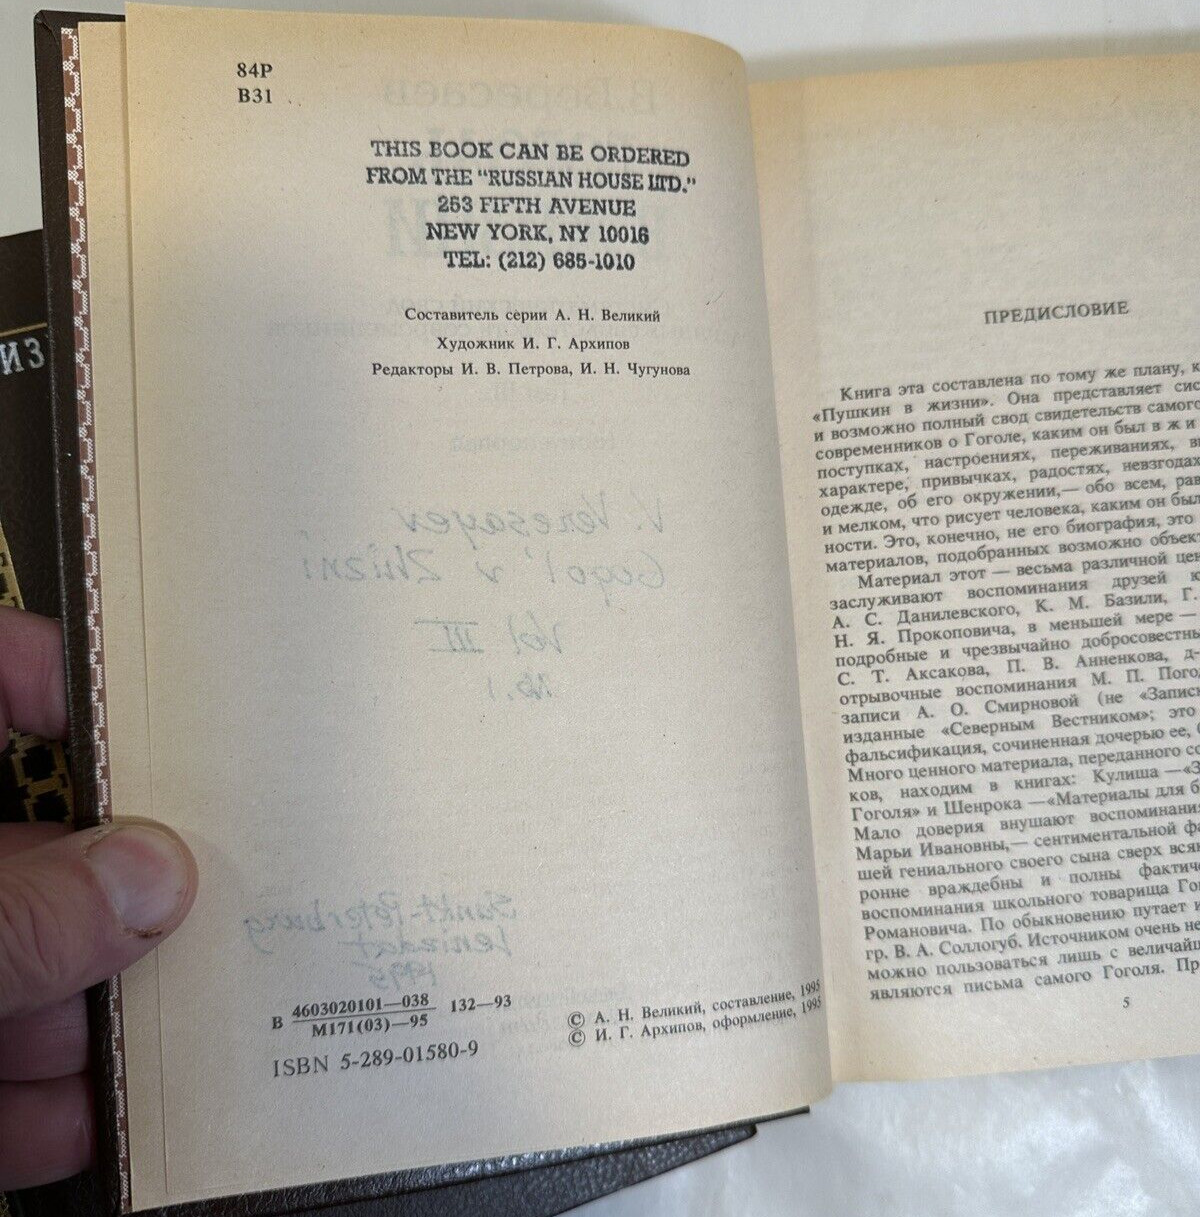 84Р
В31
THIS BOOK CAN BE ORDERED
FROM THE "RUSSIAN HOUSE LTD."
253 FIFTH AVENUE
NEW YORK, NY 10016
TEL: (212) 685-1010
Составитель серии А. Н. Великий
Художник И. Г. Архипов
Редакторы И. В. Петрова, И. Н. Чугунова
V. Veresayev
Gogol' v Zhizni
Vol III
No. 1
Sankt-Peterburg
Lenizdat
1995
В 4603020101—038 132—93
М171(03)—95
ISBN 5-289-01580-9
© А. Н. Великий, составление, 1995
© И. Г. Архипов, оформление, 1995
ПРЕДИСЛОВИЕ
Книга эта составлена по тому же плану, к
«Пушкин в жизни». Она представляет сис
и возможно полный свод свидетельств самого
современников о Гоголе, каким он был в ж и
поступках, настроениях, переживаниях, в
характере, привычках, радостях, невзгодах
одежде, об его окружении,— обо всем, рав
и мелком, что рисует человека, каким он был
ности. Это, конечно, не его биография, это
материалов, подобранных возможно объект
Материал этот — весьма различной цен
заслуживают воспоминания друзей к
А. С. Данилевского, К. М. Базили, Г.
Н. Я. Прокоповича, в меньшей мере —
подробные и чрезвычайно добросовестны
С. Т. Аксакова, П. В. Анненкова, д-
отрывочные воспоминания М. П. Погод
записи А. О. Смирновой (не «Записк
изданные «Северным Вестником»; это
фальсификация, сочиненная дочерью ее,
Много ценного материала, переданного со
ков, находим в книгах: Кулиша —«З
Гоголя» и Шенрока —«Материалы для б
Мало доверия внушают воспоминания
Марьи Ивановны,— сентиментальной фа
шей гениального своего сына сверх всяк
ронне враждебны и полны фактиче
воспоминания школьного товарища Гог
Романовича. По обыкновению путает и
гр. В. А. Соллогуб. Источником очень не
можно пользоваться лишь с величайш
являются письма самого Гоголя. Пр
5
ИЗ